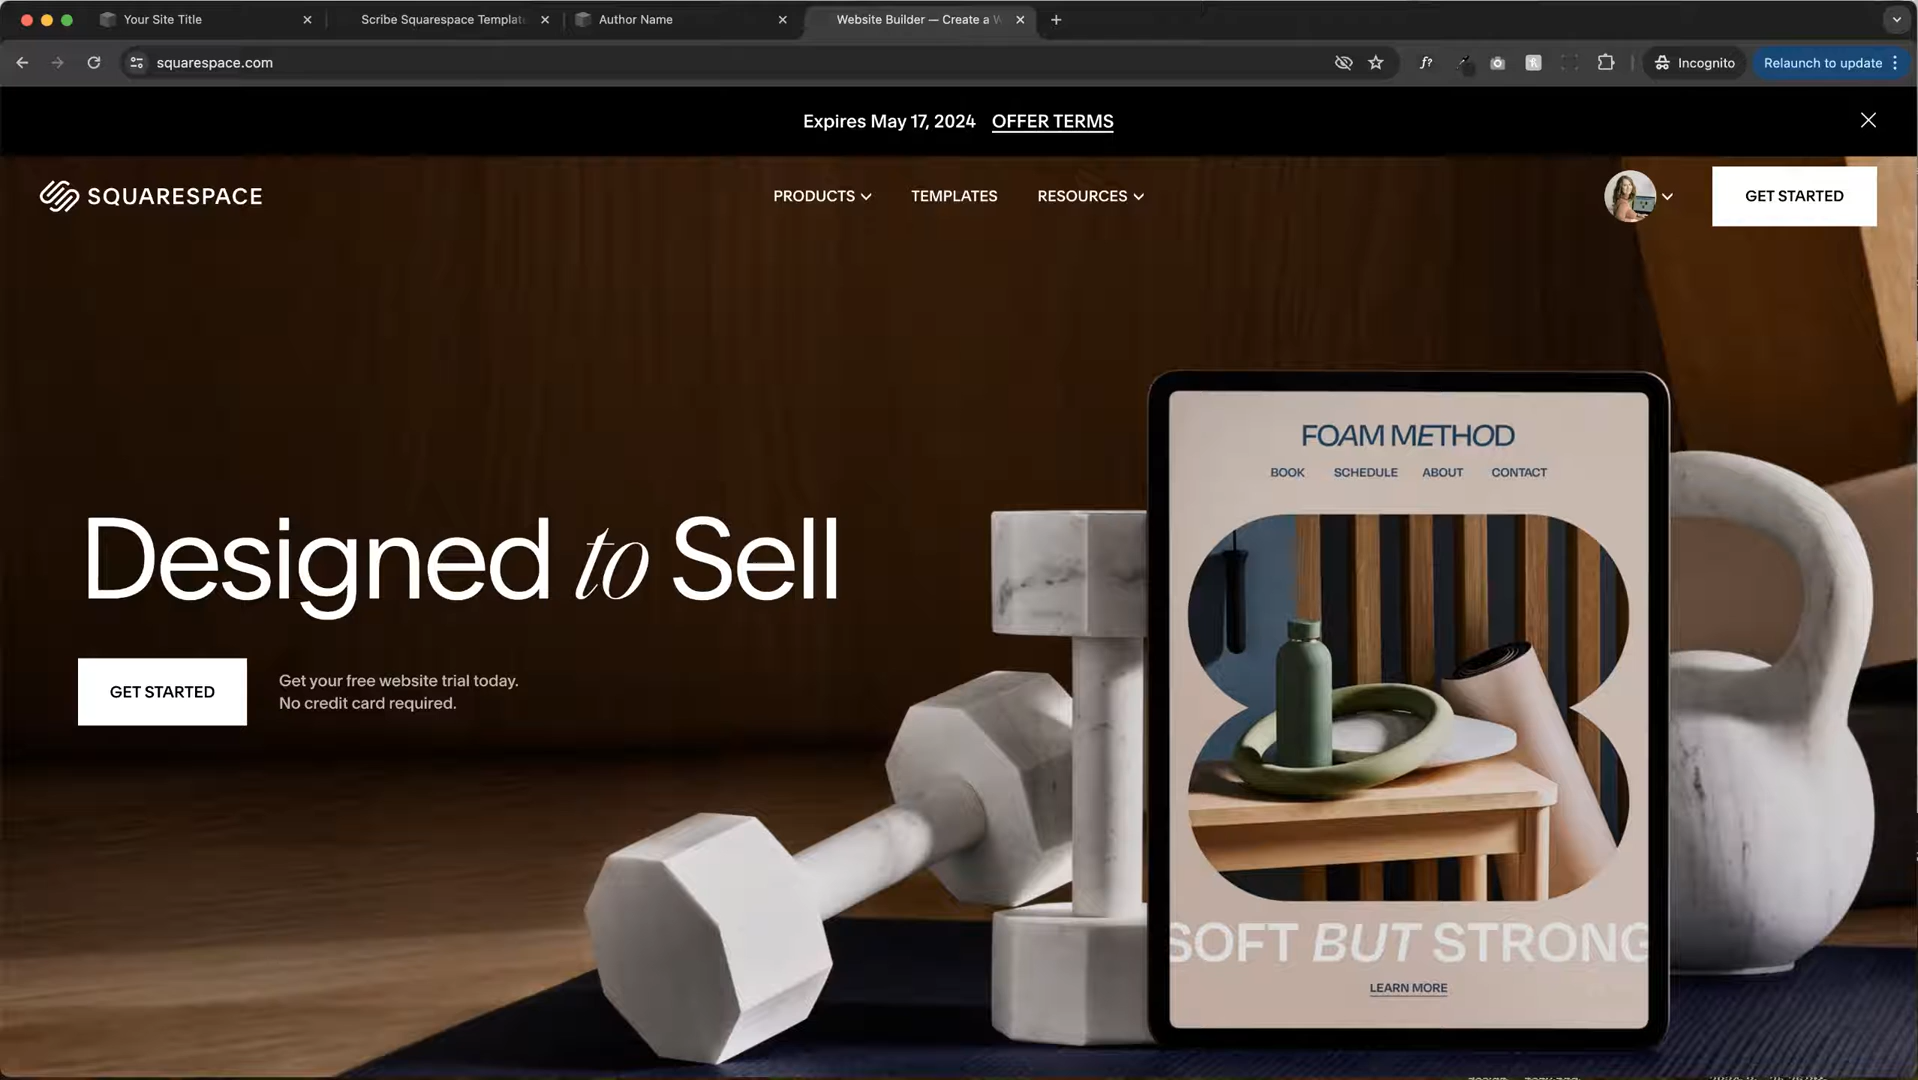 Your Site Title
Scribe Squarespace Templat
Author Name
Website Builder — Create a W
squarespace.com
Incognito
Relaunch to update
Expires May 17, 2024 OFFER TERMS
SQUARESPACE
PRODUCTS
TEMPLATES
RESOURCES
GET STARTED
Designed to Sell
GET STARTED
Get your free website trial today.
No credit card required.
FOAM METHOD
BOOK SCHEDULE ABOUT CONTACT
SOFT BUT STRONG
LEARN MORE